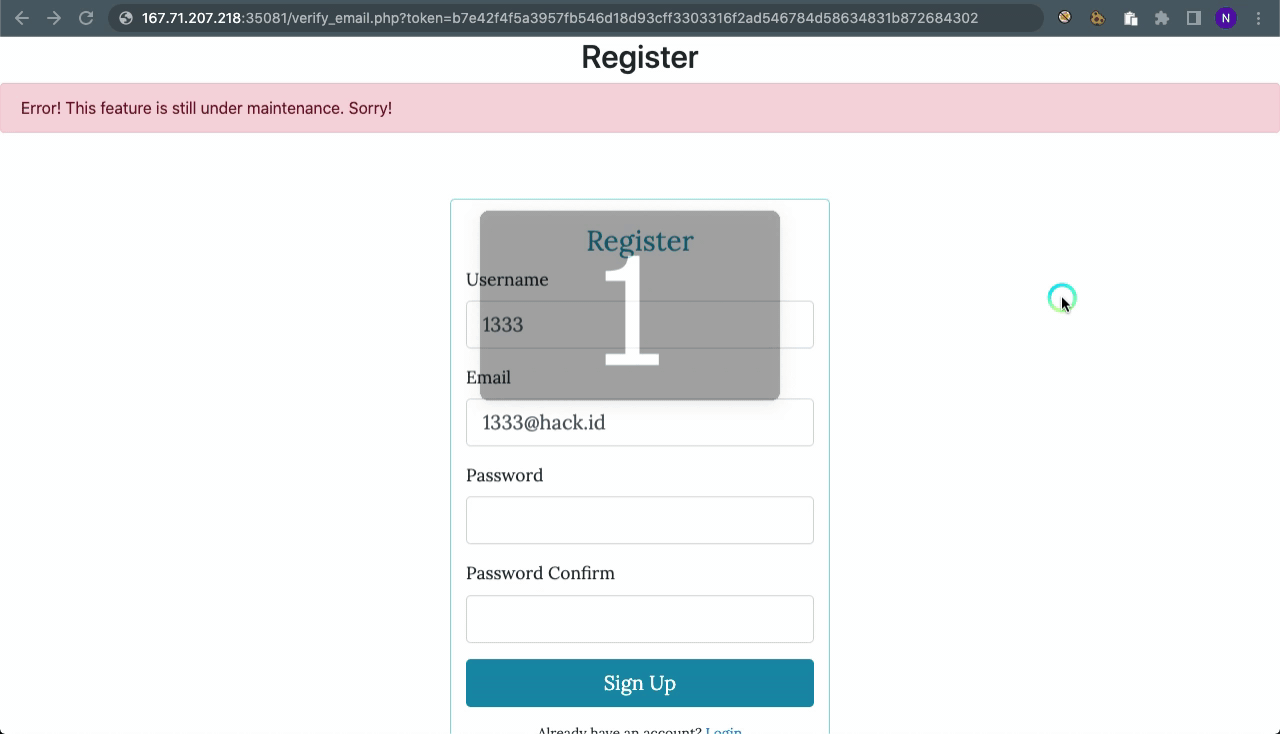 167.71.207.218:35081/verify_email.php?token=b7e42f4f5a3957fb546d18d93cff3303316f2ad546784d58634831b872684302
N
Register
Error! This feature is still under maintenance. Sorry!
Register
1
Username
1333
Email
1333@hack.id
Password
Password Confirm
Sign Up
Already have an account? Login